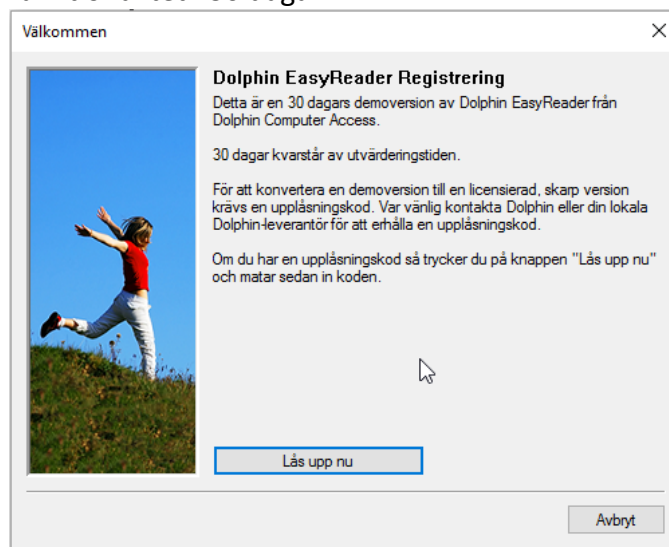 Välkommen
Dolphin EasyReader Registrering
Detta är en 30 dagars demoversion av Dolphin EasyReader från
Dolphin Computer Access.
30 dagar kvarstår av utvärderingstiden.
För att konvertera en demoversion till en licensierad, skarp version
krävs en upplåsningskod. Var vänlig kontakta Dolphin eller din lokala
Dolphin-leverantör för att erhålla en upplåsningskod.
Om du har en upplåsningskod så trycker du på knappen "Lås upp nu"
och matar sedan in koden.
Lås upp nu
Avbryt